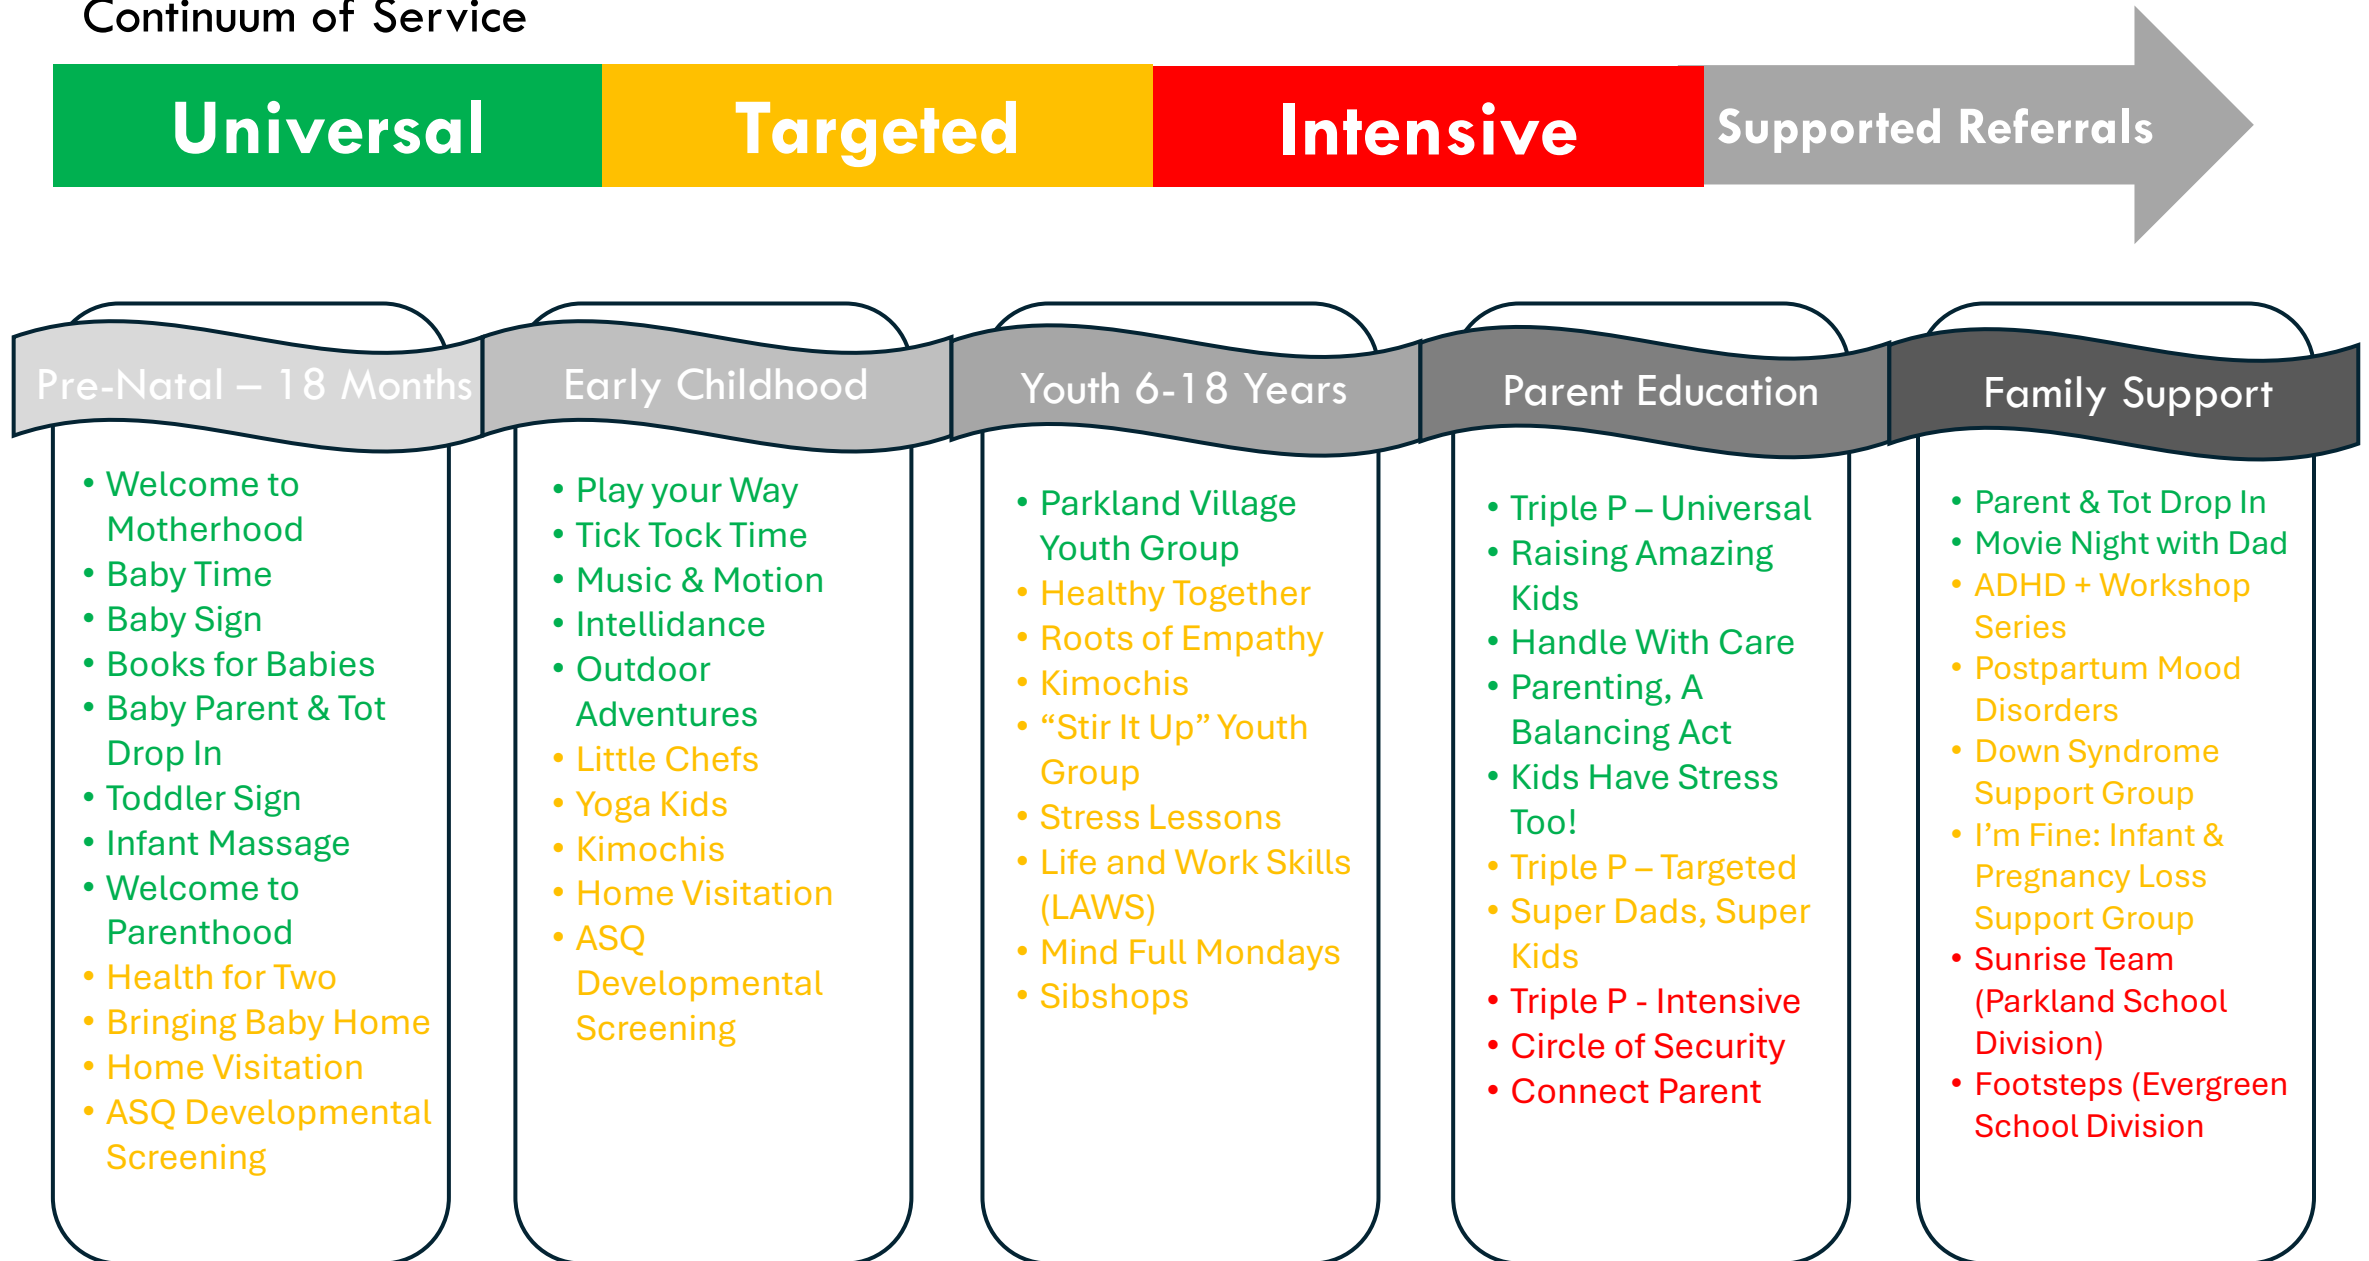 Continuum of Service
Universal
Targeted
Intensive
Supported Referrals
Pre-Natal – 18 Months
• Welcome to
Motherhood
• Baby Time
• Baby Sign
• Books for Babies
• Baby Parent & Tot
Drop In
• Toddler Sign
• Infant Massage
• Welcome to
Parenthood
• Health for Two
• Bringing Baby Home
• Home Visitation
• ASQ Developmental
Screening
Early Childhood
• Play your Way
• Tick Tock Time
• Music & Motion
• Intellidance
• Outdoor
Adventures
• Little Chefs
• Yoga Kids
• Kimochis
• Home Visitation
• ASQ
Developmental
Screening
Youth 6-18 Years
• Parkland Village
Youth Group
• Healthy Together
• Roots of Empathy
• Kimochis
• “Stir It Up” Youth
Group
• Stress Lessons
• Life and Work Skills
(LAWS)
• Mind Full Mondays
• Sibshops
Parent Education
• Triple P – Universal
• Raising Amazing
Kids
• Handle With Care
• Parenting, A
Balancing Act
• Kids Have Stress
Too!
• Triple P – Targeted
• Super Dads, Super
Kids
• Triple P - Intensive
• Circle of Security
• Connect Parent
Family Support
• Parent & Tot Drop In
• Movie Night with Dad
• ADHD + Workshop
Series
• Postpartum Mood
Disorders
• Down Syndrome
Support Group
• I’m Fine: Infant &
Pregnancy Loss
Support Group
• Sunrise Team
(Parkland School
Division)
• Footsteps (Evergreen
School Division